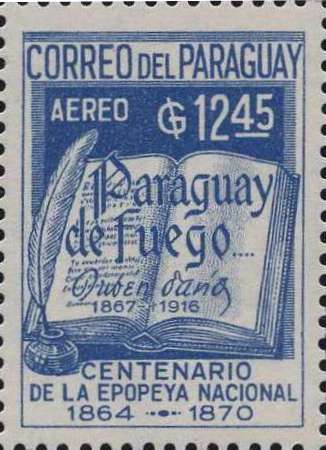 CORREO DEL PARAGUAY
AEREO ₲ 12.45
Paraguay
de Fuego....
Ruben Darío
1867-1916
CENTENARIO
DE LA EPOPEYA NACIONAL
1864 -••- 1870